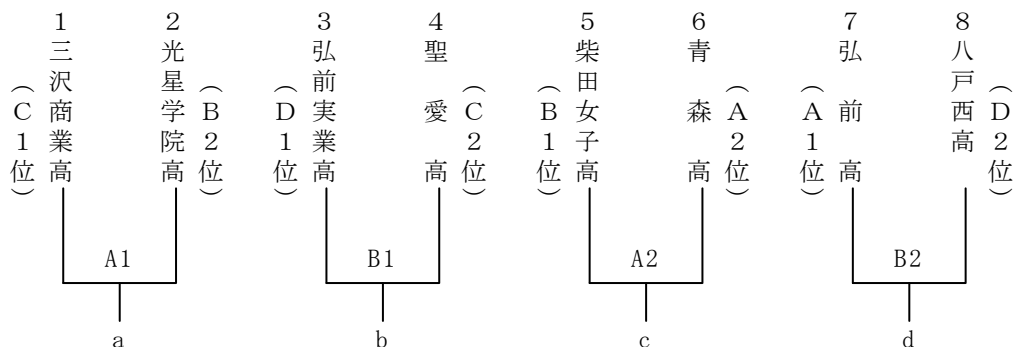 1三沢商業高
(C1位)
2光星学院高
(B2位)
3弘前実業高
(D1位)
4聖愛高
(C2位)
5柴田女子高
(B1位)
6青森高
(A2位)
7弘前高
(A1位)
8八戸西高
(D2位)
A1
B1
A2
B2
a
b
c
d